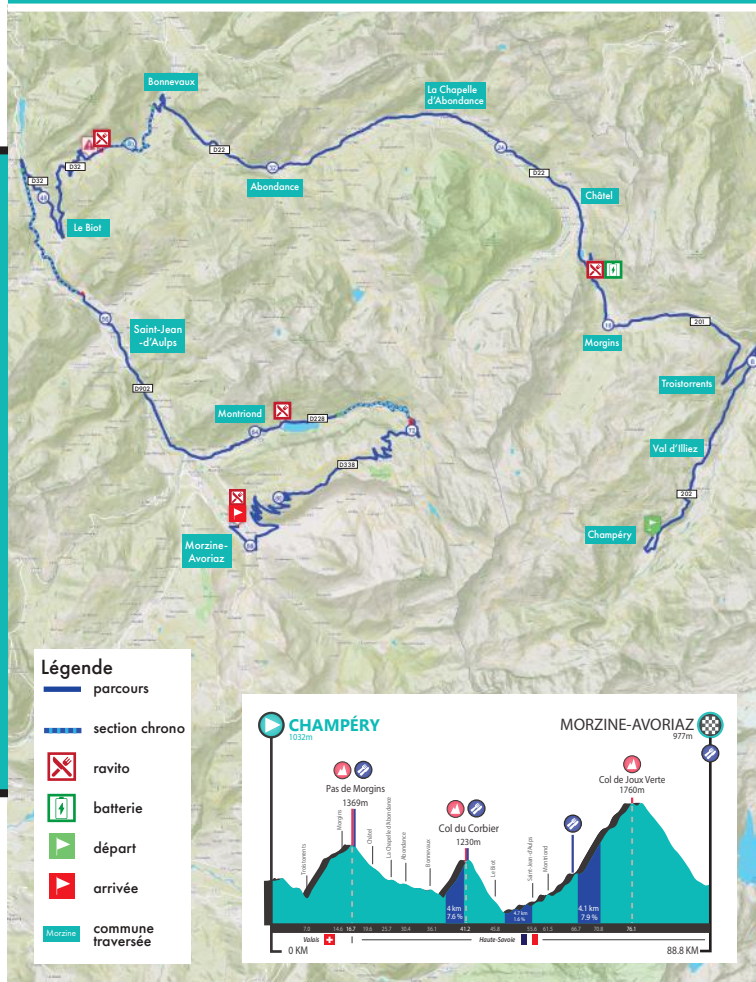 Bonnevaux
La Chapelle
d'Abondance
D22
Abondance
D32
D32
Le Biot
24
D22
Châtel
Saint-Jean
-d'Aulps
Morgins
201
Troistorrents
D902
Montriond
D228
D338
Val d'Illiez
202
Champéry
Morzine-
Avoriaz
Légende
parcours
section chrono
ravito
batterie
départ
arrivée
Morzine
commune
traversée
CHAMPÉRY
1032m
MORZINE-AVORIAZ
977m
Pas de Morgins
1369m
Col du Corbier
1230m
Col de Joux Verte
1760m
Troistorrents
Morgins
Châtel
La Chapelle d'Abondance
Abondance
Bonnevaux
Le Biot
Saint-Jean-d'Aulps
Montriond
4 km
7.6 %
4.7 km
1.6 %
4.1 km
7.9 %
7.0 14.6 16.7 19.6 25.7 30.4 36.1 41.2 45.8 55.6 61.5 66.7 70.8 76.1
Valais
Haute-Savoie
0 KM
88.8 KM